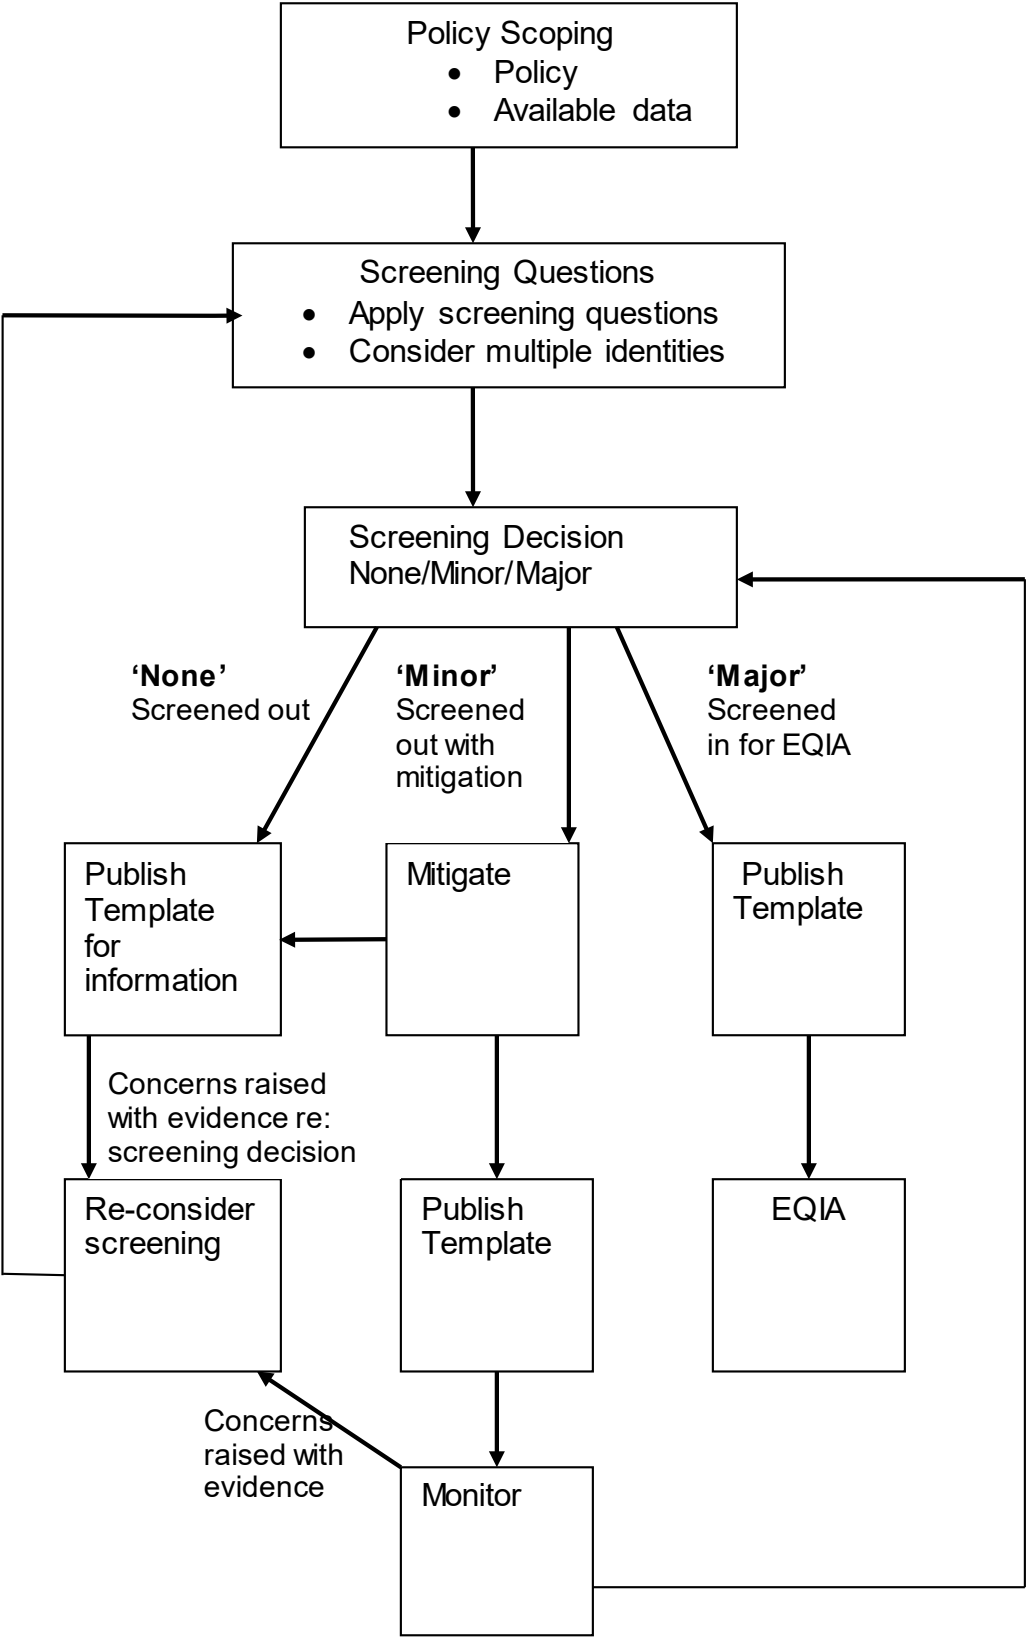 Policy Scoping
• Policy
• Available data
Screening Questions
• Apply screening questions
• Consider multiple identities
Screening Decision
None/Minor/Major
‘None’
Screened out
‘Minor’
Screened
out with
mitigation
‘Major’
Screened
in for EQIA
Publish
Template
for
information
Mitigate
Publish
Template
Concerns raised
with evidence re:
screening decision
Re-consider
screening
Publish
Template
EQIA
Concerns
raised with
evidence
Monitor